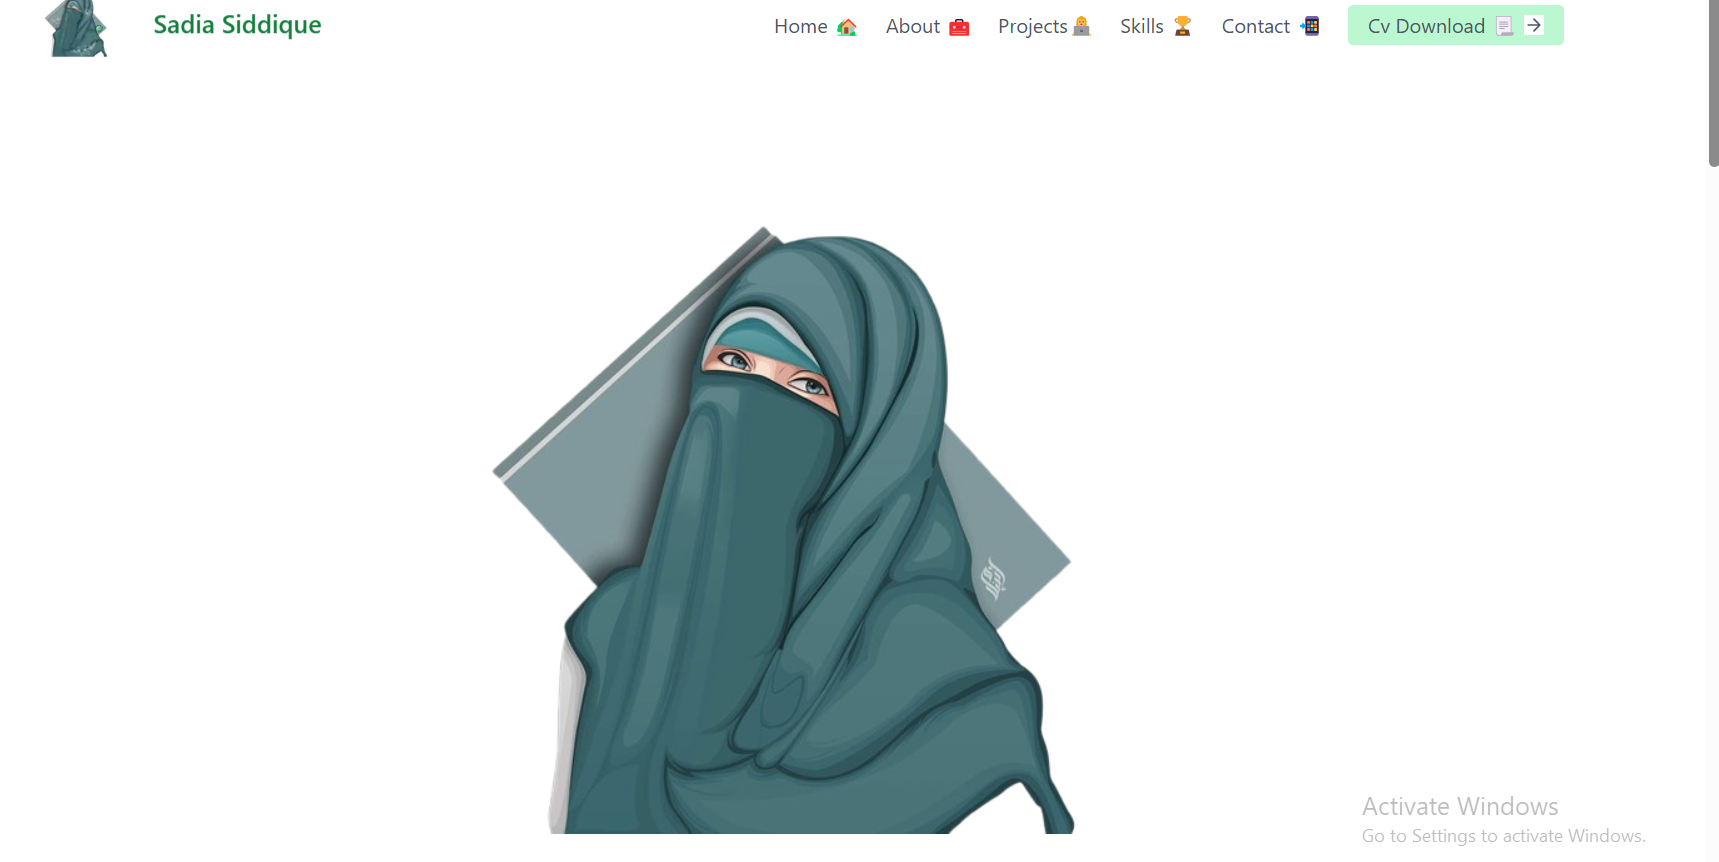 Sadia Siddique
Home
About
Projects
Skills
Contact
Cv Download
Activate Windows
Go to Settings to activate Windows.